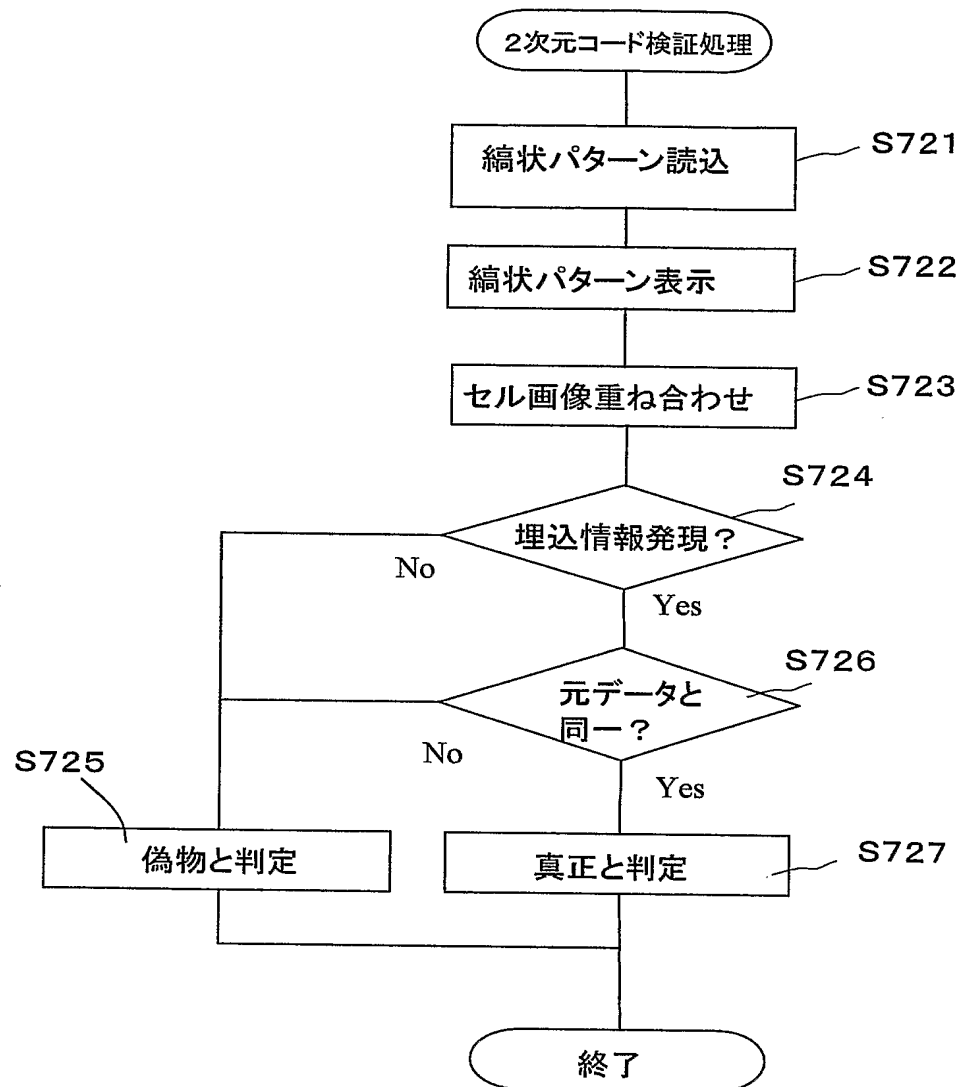 2次元コード検証処理
縞状パターン読込
S721
縞状パターン表示
S722
セル画像重ね合わせ
S723
S724
埋込情報発現？
No
Yes
S726
元データと
同一？
No
Yes
S725
偽物と判定
真正と判定
S727
終了